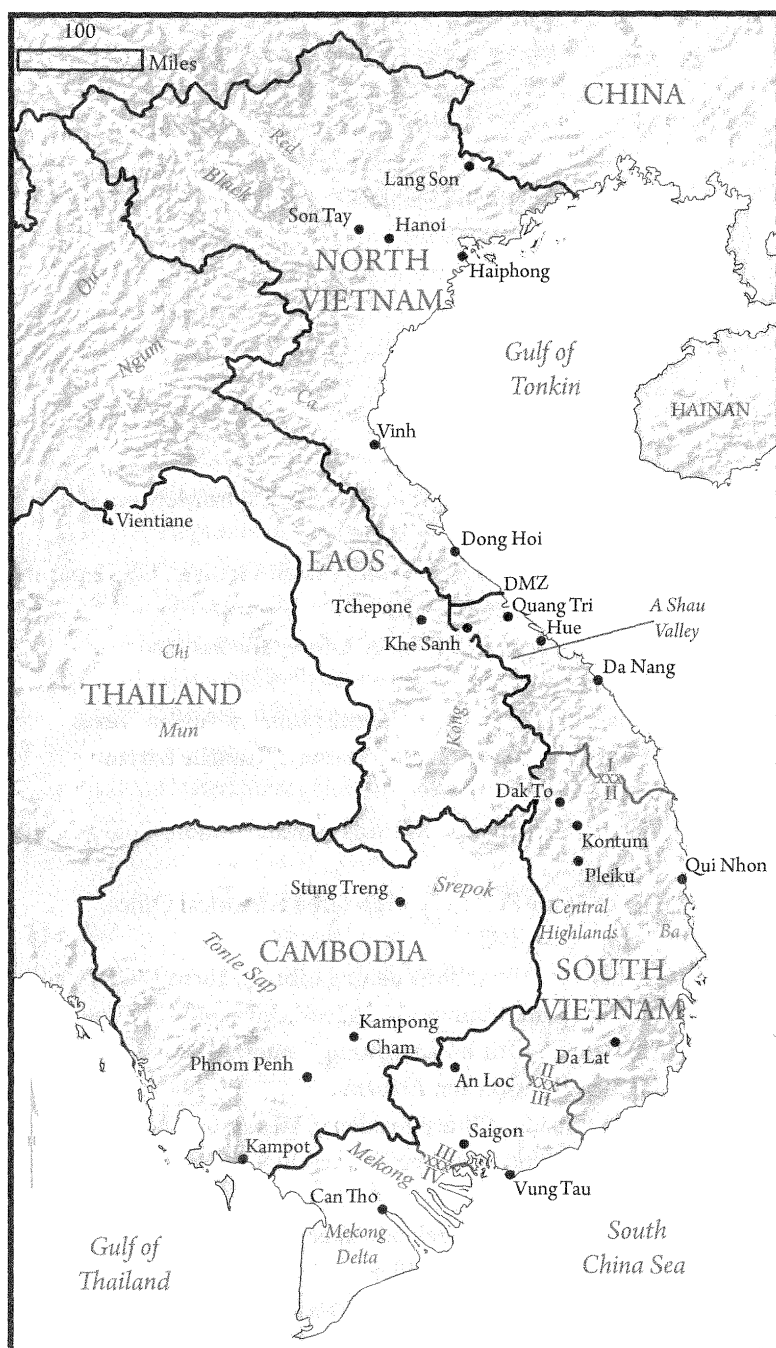 100
Miles
CHINA
Red
Black
Lang Son
Son Tay
Hanoi
NORTH
VIETNAM
Haiphong
Ou
Ngum
Gulf of
Tonkin
Ca
HAINAN
Vinh
Vientiane
Dong Hoi
LAOS
DMZ
Tchepone
Quang Tri
A Shau
Valley
Hue
Khe Sanh
Chi
Da Nang
THAILAND
Mun
Kong
I
XXX
II
Dak To
Kontum
Pleiku
Qui Nhon
Stung Treng
Srepok
Central
Highlands
Ba
Tonle Sap
CAMBODIA
SOUTH
VIETNAM
Kampong
Cham
Phnom Penh
Da Lat
An Loc
II
XXX
III
Saigon
Kampot
Mekong
III
XXX
IV
Vung Tau
Can Tho
Mekong
Delta
Gulf of
Thailand
South
China Sea